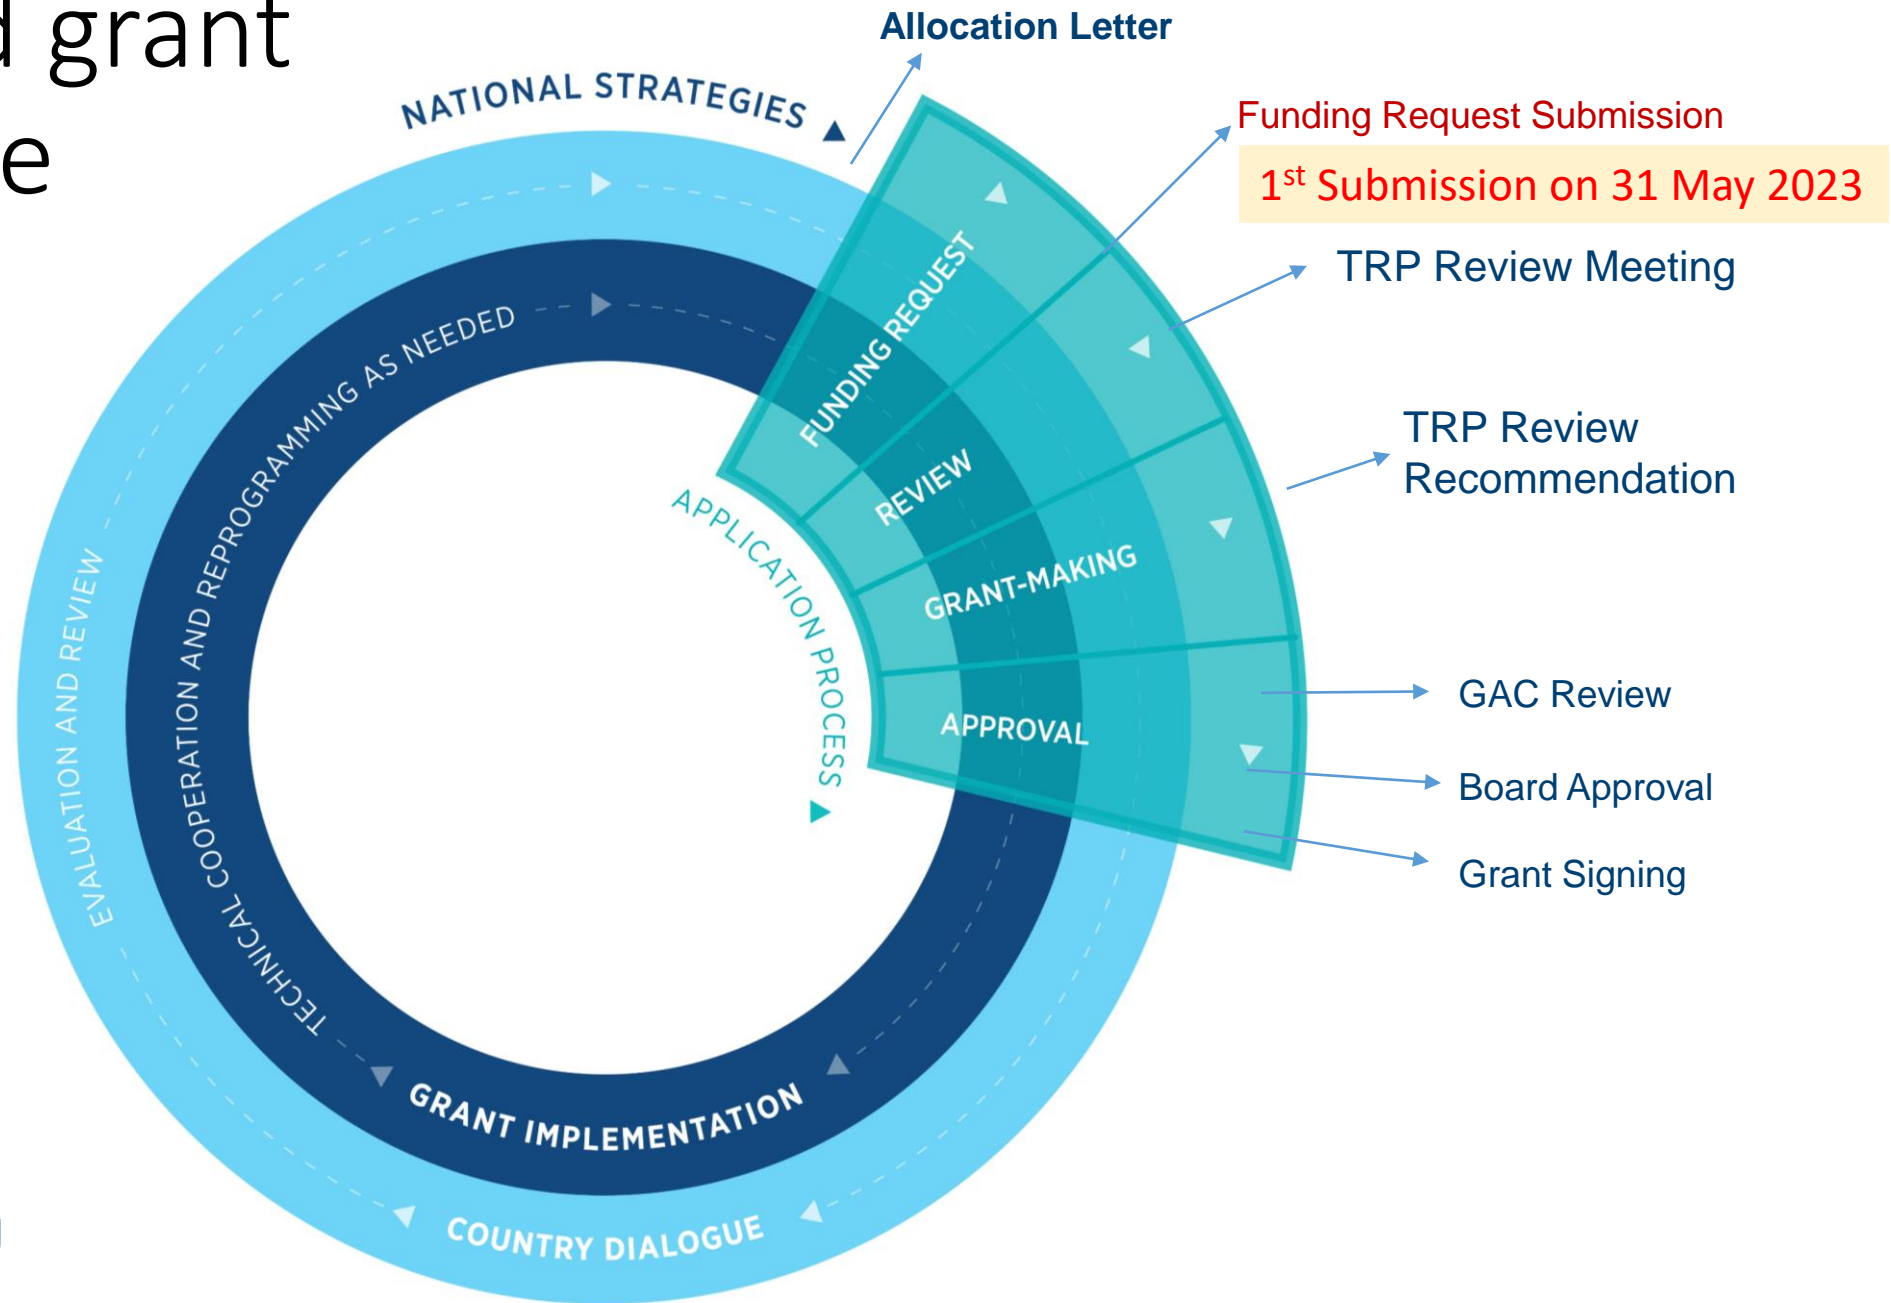 grant
e
Allocation Letter
NATIONAL STRATEGIES
Funding Request Submission
1st Submission on 31 May 2023
TRP Review Meeting
TRP Review
Recommendation
GAC Review
Board Approval
Grant Signing
FUNDING REQUEST
REVIEW
GRANT-MAKING
APPROVAL
APPLICATION PROCESS
EVALUATION AND REVIEW
TECHNICAL COOPERATION AND REPROGRAMMING AS NEEDED
GRANT IMPLEMENTATION
COUNTRY DIALOGUE